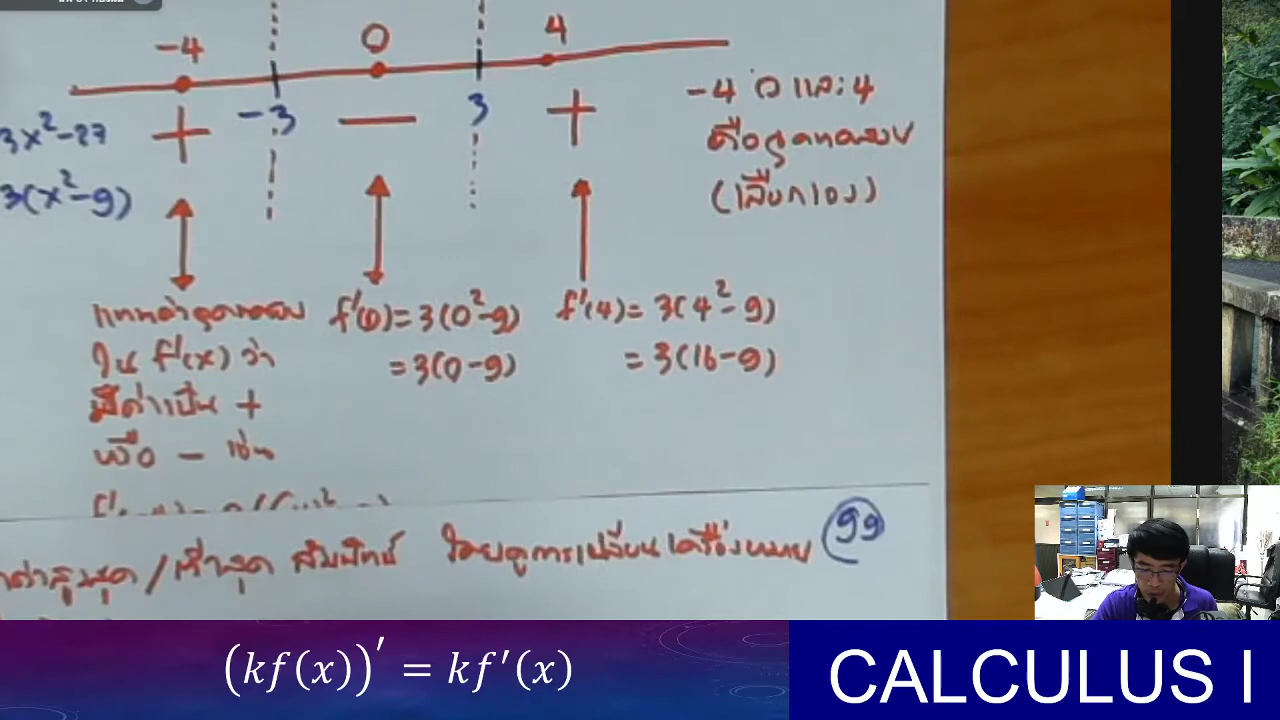 -4 0 4
-3 3
+ — +
3x²-27
3(x²-9)
-4 0 และ 4
คือจุดทดสอบ
(เลือกเอง)
แทนค่าจุดทดสอบ
ใน f'(x) ว่า
มีค่าเป็น +
หรือ - เช่น
f'(0)=3(0²-9)
=3(0-9)
f'(4)= 3(4²-9)
= 3(16-9)
ค่าสูงสุด/ต่ำสุด สัมพัทธ์ โดยดูการเปลี่ยนเครื่องหมาย 99
(kf(x))' = kf'(x)
CALCULUS I